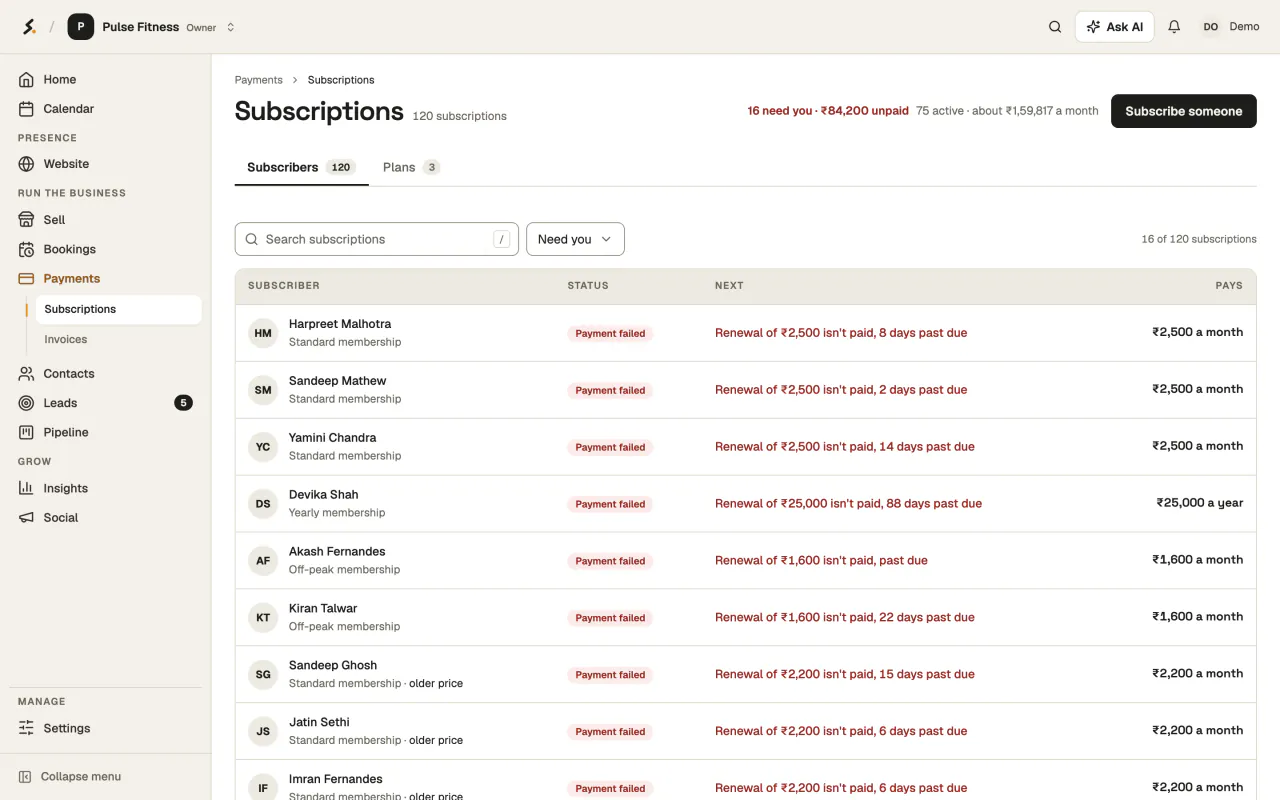 / P Pulse Fitness Owner
Ask AI DO Demo
Home
Calendar
PRESENCE
Website
RUN THE BUSINESS
Sell
Bookings
Payments
Subscriptions
Invoices
Contacts
Leads 5
Pipeline
GROW
Insights
Social
MANAGE
Settings
Collapse menu
Payments > Subscriptions
Subscriptions 120 subscriptions
16 need you · ₹84,200 unpaid 75 active · about ₹1,59,817 a month Subscribe someone
Subscribers 120 Plans 3
Search subscriptions / Need you 16 of 120 subscriptions
SUBSCRIBER STATUS NEXT PAYS
HM Harpreet Malhotra Payment failed Renewal of ₹2,500 isn't paid, 8 days past due ₹2,500 a month
Standard membership
SM Sandeep Mathew Payment failed Renewal of ₹2,500 isn't paid, 2 days past due ₹2,500 a month
Standard membership
YC Yamini Chandra Payment failed Renewal of ₹2,500 isn't paid, 14 days past due ₹2,500 a month
Standard membership
DS Devika Shah Payment failed Renewal of ₹25,000 isn't paid, 88 days past due ₹25,000 a year
Yearly membership
AF Akash Fernandes Payment failed Renewal of ₹1,600 isn't paid, past due ₹1,600 a month
Off-peak membership
KT Kiran Talwar Payment failed Renewal of ₹1,600 isn't paid, 22 days past due ₹1,600 a month
Off-peak membership
SG Sandeep Ghosh Payment failed Renewal of ₹2,200 isn't paid, 15 days past due ₹2,200 a month
Standard membership · older price
JS Jatin Sethi Payment failed Renewal of ₹2,200 isn't paid, 6 days past due ₹2,200 a month
Standard membership · older price
IF Imran Fernandes Payment failed Renewal of ₹2,200 isn't paid, 6 days past due ₹2,200 a month
Standard membership · older price